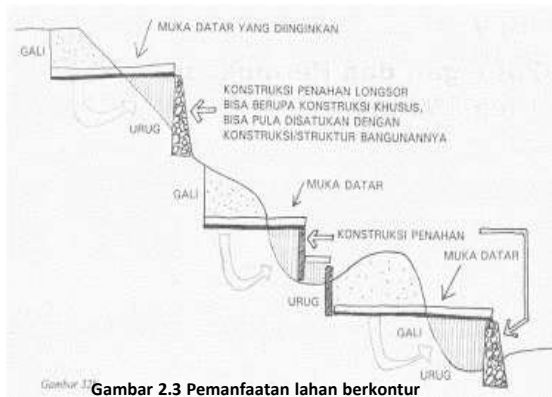 MUKA DATAR YANG DIINGINKAN
GALI
KONSTRUKSI PENAHAN LONGSOR
BISA BERUPA KONSTRUKSI KHUSUS,
BISA PULA DISATUKAN DENGAN
KONSTRUKSI/STRUKTUR BANGUNANNYA
URUG
GALI
MUKA DATAR
KONSTRUKSI PENAHAN
MUKA DATAR
URUG
GALI
URUG
Gambar
Gambar 2.3 Pemanfaatan lahan berkontur